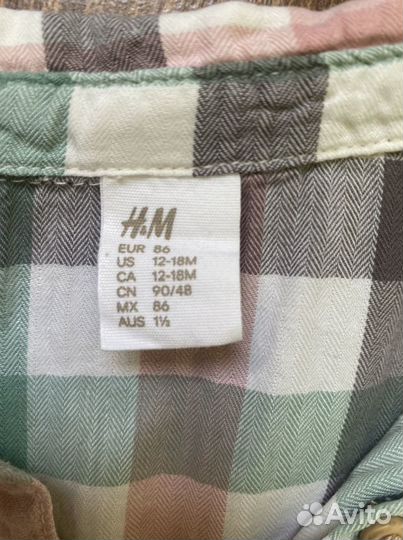 H&M
EUR 86
US 12-18M
CA 12-18M
CN 90/48
MX 86
AUS 1½
Avito